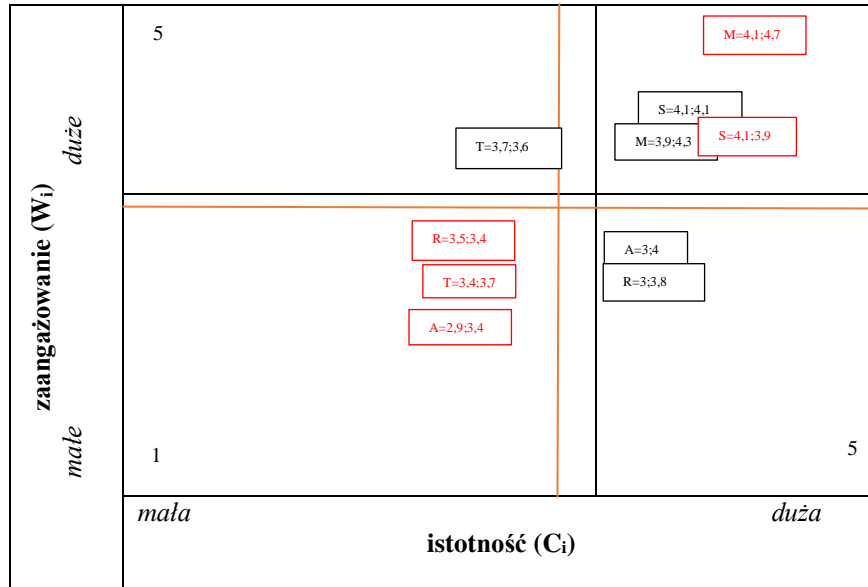 5
M=4,1;4,7
S=4,1;4,1
S=4,1;3,9
M=3,9;4,3
T=3,7;3,6
duże
zaangażowanie (Wi)
R=3,5;3,4
A=3;4
T=3,4;3,7
R=3;3,8
A=2,9;3,4
małe
1
5
mała
duża
istotność (Ci)